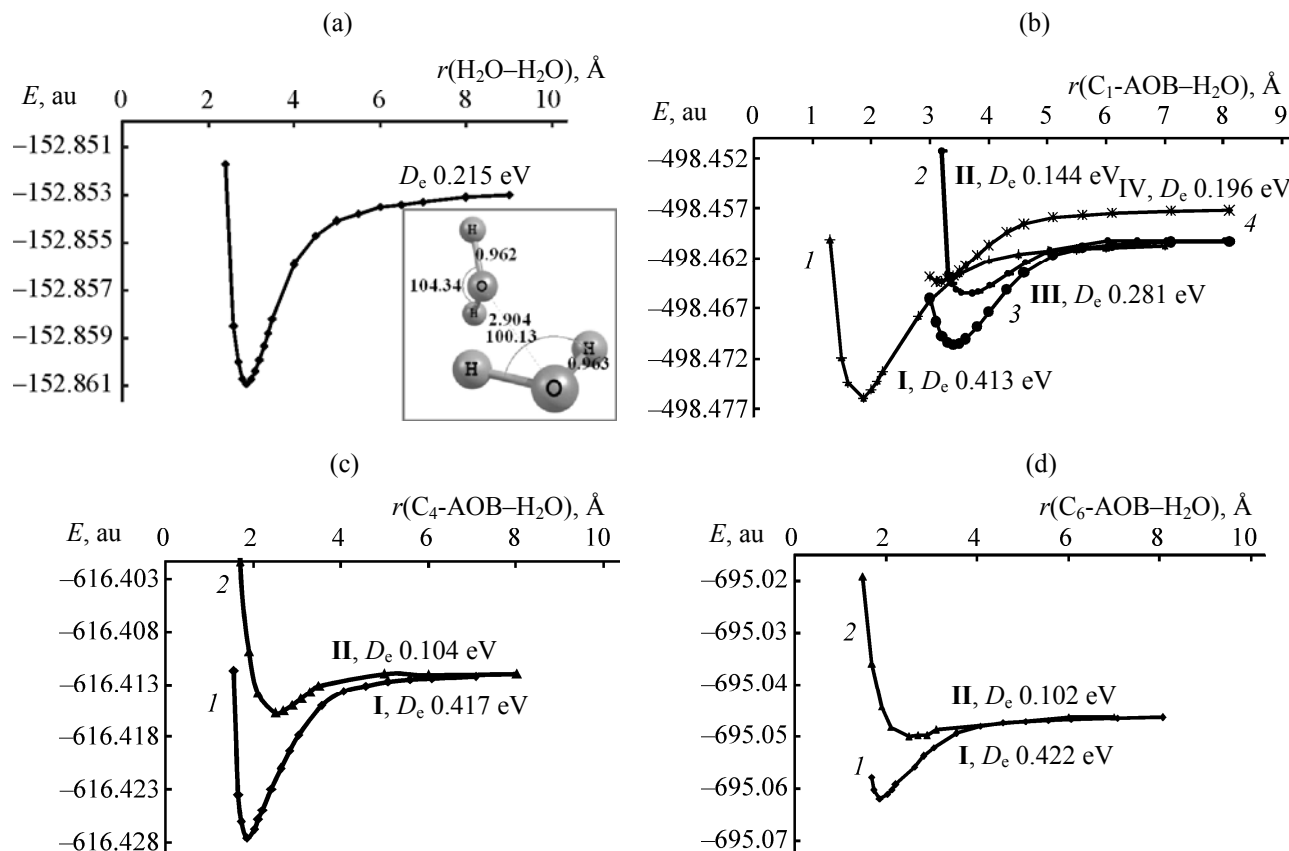 (a)
r(H₂O–H₂O), Å
E, au
0 2 4 6 8 10
–152.851
–152.853
–152.855
–152.857
–152.859
–152.861
Dₑ 0.215 eV
H
0.962
104.34
O
H
2.904
100.13
H
0.963
H
O
(b)
r(C₁-AOB–H₂O), Å
E, au
0 1 2 3 4 5 6 7 8 9
–498.452
–498.457
–498.462
–498.467
–498.472
–498.477
2
II, Dₑ 0.144 eV
IV, Dₑ 0.196 eV
4
1
III, Dₑ 0.281 eV
3
I, Dₑ 0.413 eV
(c)
r(C₄-AOB–H₂O), Å
E, au
0 2 4 6 8 10
–616.403
–616.408
–616.413
–616.418
–616.423
–616.428
2
II, Dₑ 0.104 eV
1
I, Dₑ 0.417 eV
(d)
r(C₆-AOB–H₂O), Å
E, au
0 2 4 6 8 10
–695.02
–695.03
–695.04
–695.05
–695.06
–695.07
2
II, Dₑ 0.102 eV
1
I, Dₑ 0.422 eV